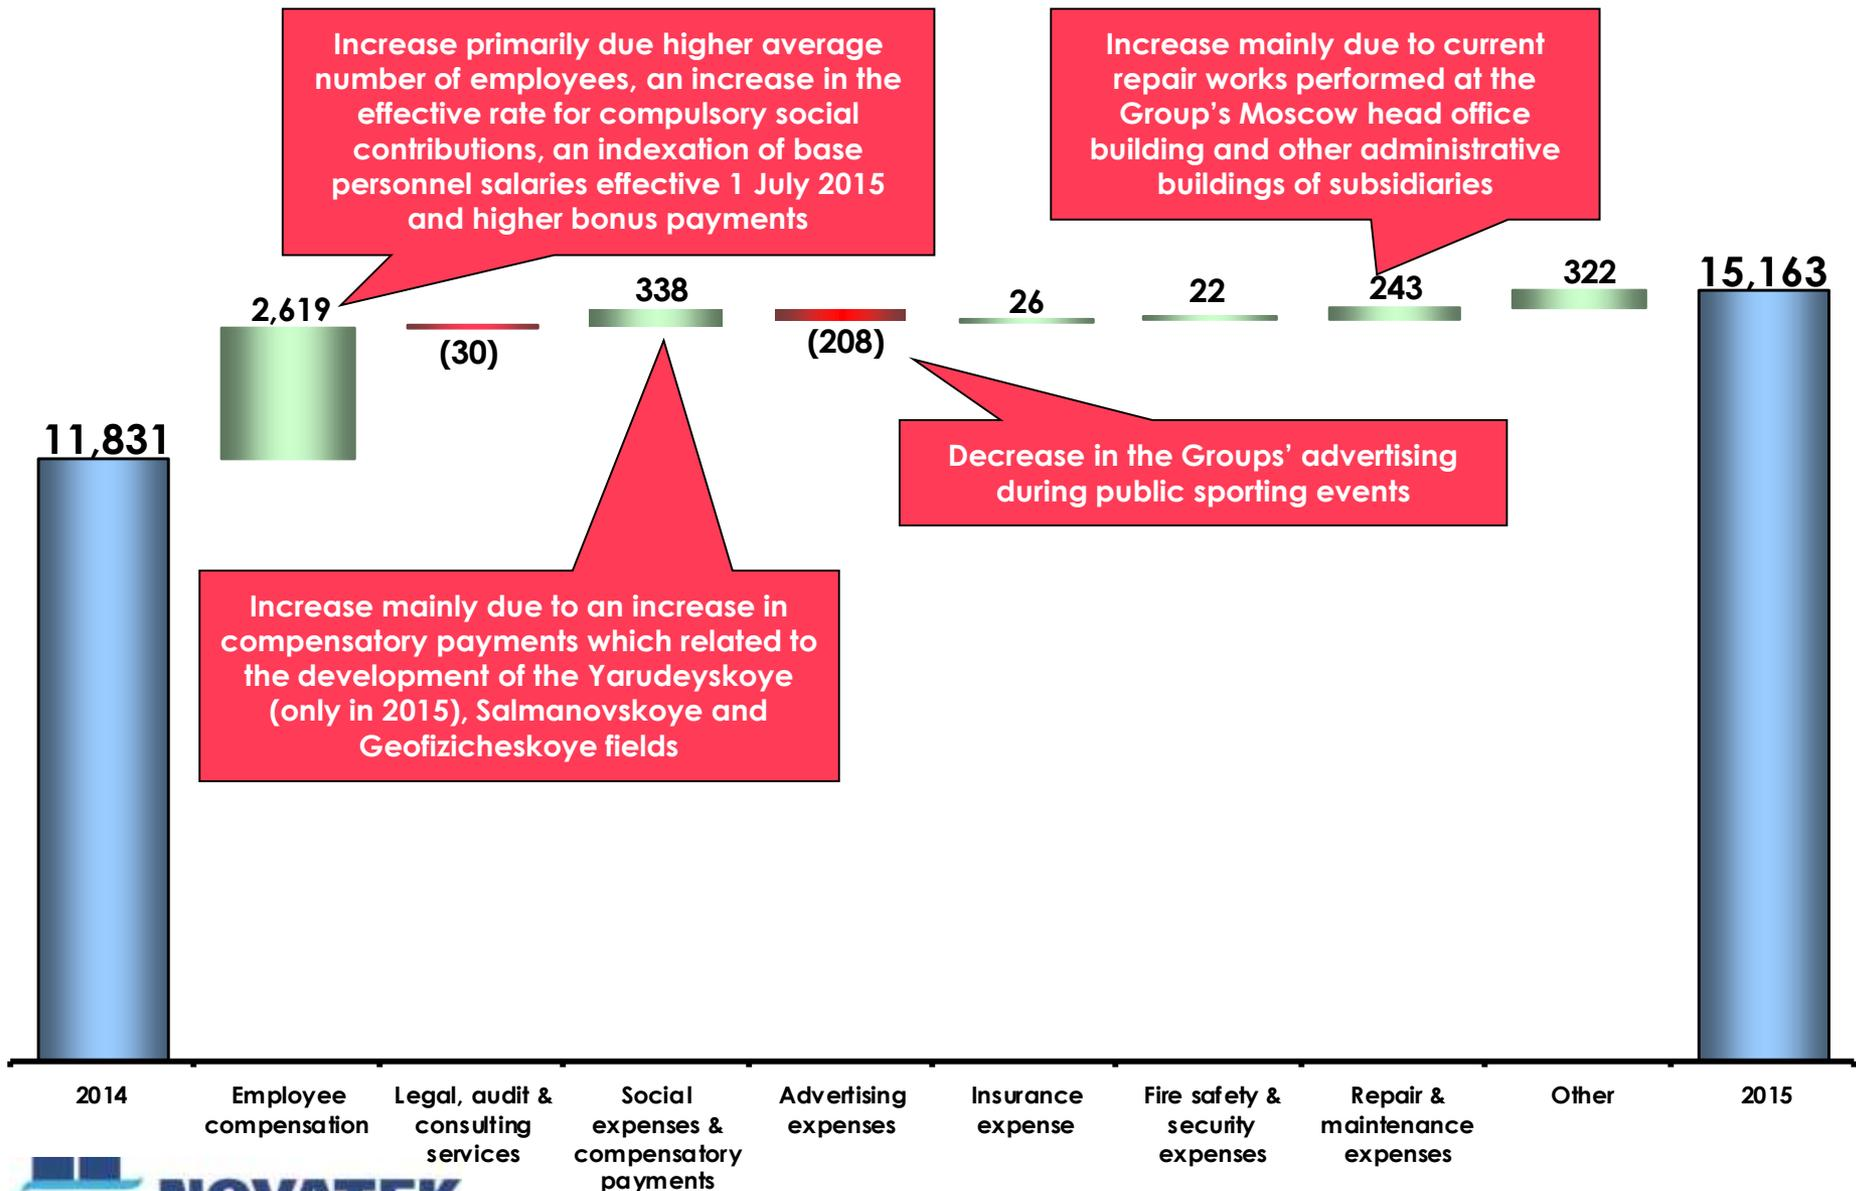 Increase primarily due higher average
number of employees, an increase in the
effective rate for compulsory social
contributions, an indexation of base
personnel salaries effective 1 July 2015
and higher bonus payments
Increase mainly due to current
repair works performed at the
Group's Moscow head office
building and other administrative
buildings of subsidiaries
11,831
2,619
(30)
338
(208)
26
22
243
322
15,163
Decrease in the Groups' advertising
during public sporting events
Increase mainly due to an increase in
compensatory payments which related to
the development of the Yarudeyskoye
(only in 2015), Salmanovskoye and
Geofizicheskoye fields
2014
Employee
compensation
Legal, audit &
consulting
services
Social
expenses &
compensatory
payments
Advertising
expenses
Insurance
expense
Fire safety &
security
expenses
Repair &
maintenance
expenses
Other
2015
NOVATEK